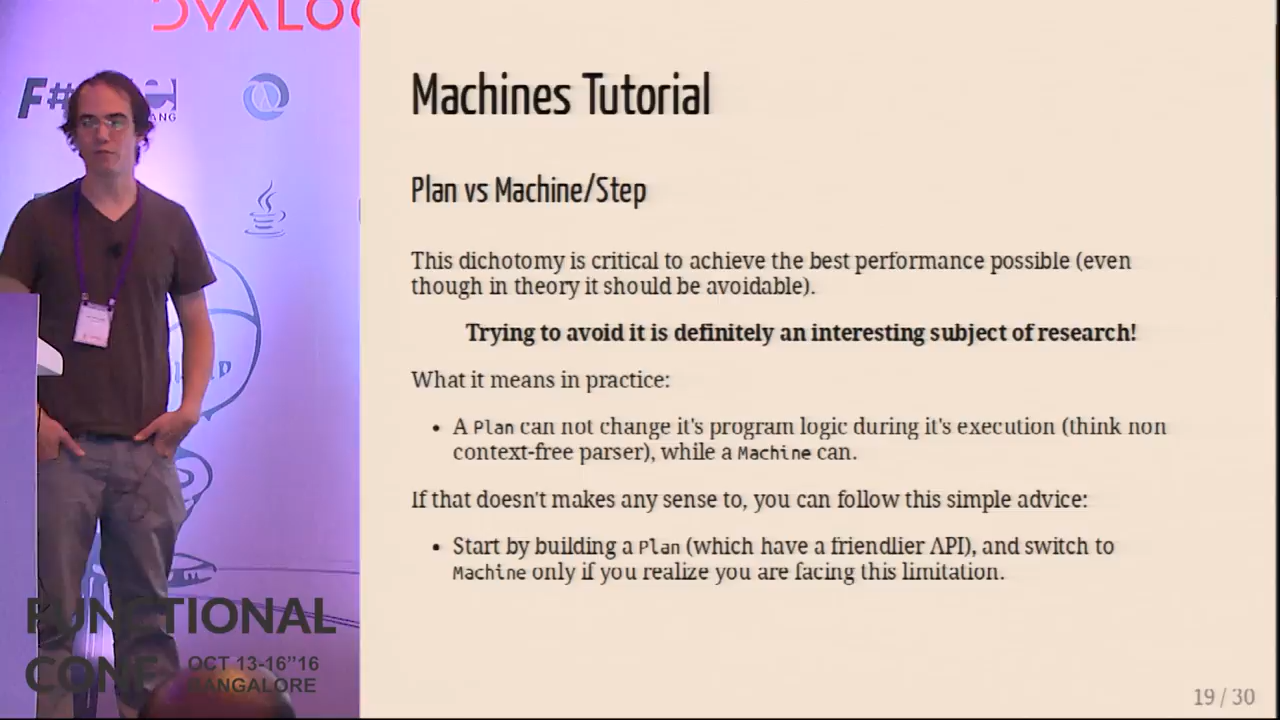 DYALOG
F#
ANG
Machines Tutorial
Plan vs Machine/Step
This dichotomy is critical to achieve the best performance possible (even
though in theory it should be avoidable).
Trying to avoid it is definitely an interesting subject of research!
What it means in practice:
• A Plan can not change it's program logic during it's execution (think non
context-free parser), while a Machine can.
If that doesn't makes any sense to, you can follow this simple advice:
• Start by building a Plan (which have a friendlier API), and switch to
Machine only if you realize you are facing this limitation.
FUNCTIONAL
CONF
OCT 13-16”16
BANGALORE
19 / 30